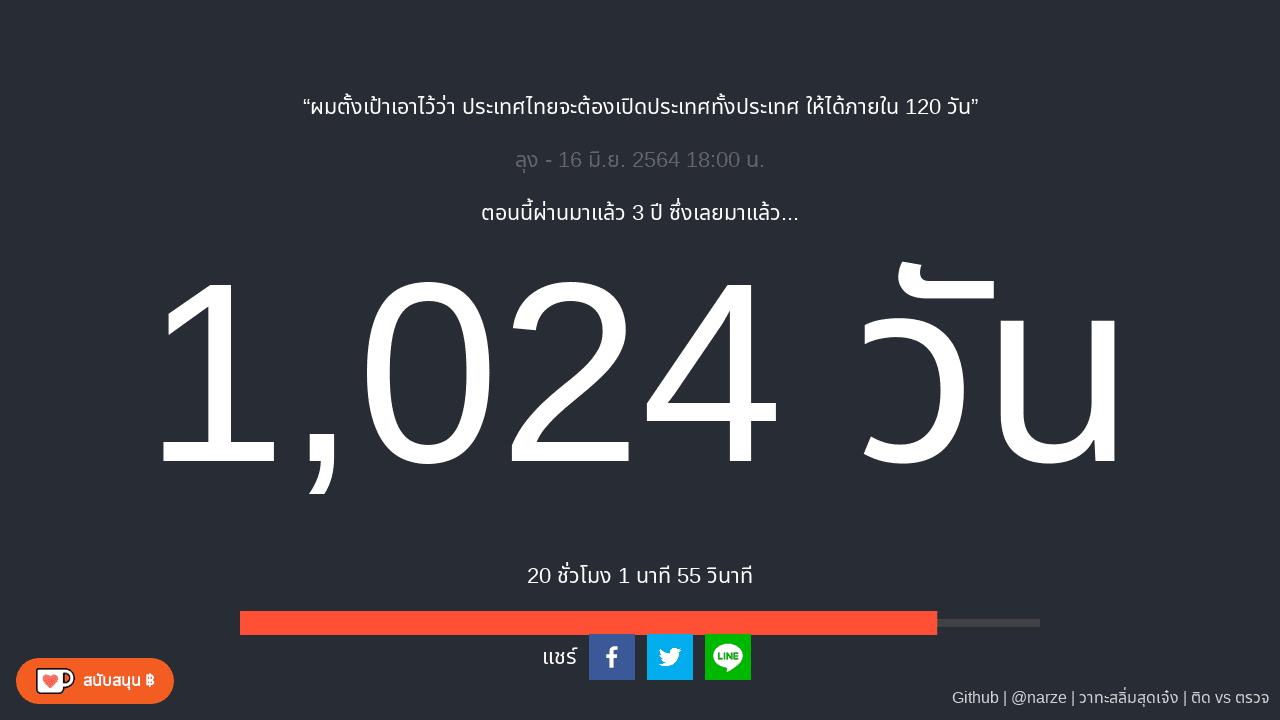 “ผมตั้งเป้าเอาไว้ว่า ประเทศไทยจะต้องเปิดประเทศทั้งประเทศ ให้ได้ภายใน 120 วัน”
ลุง - 16 มิ.ย. 2564 18:00 น.
ตอนนี้ผ่านมาแล้ว 3 ปี ซึ่งเลยมาแล้ว...
1,024 วัน
20 ชั่วโมง 1 นาที 55 วินาที
แชร์
LINE
สนับสนุน ฿
Github | @narze | วาทะสลิ่มสุดเจ๋ง | ติด vs ตรวจ